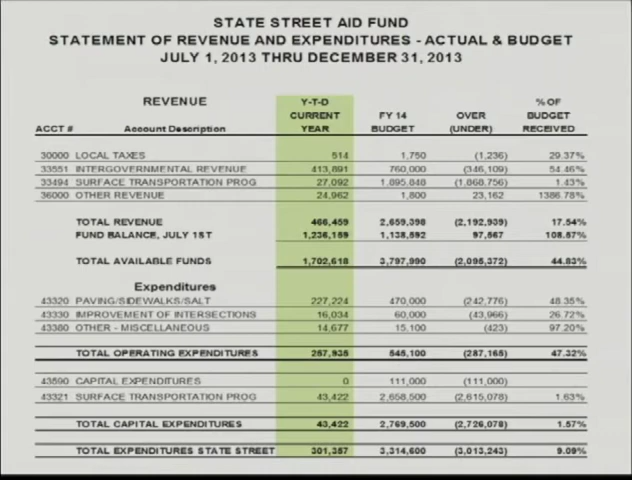 STATE STREET AID FUND
STATEMENT OF REVENUE AND EXPENDITURES - ACTUAL & BUDGET
JULY 1, 2013 THRU DECEMBER 31, 2013
REVENUE Y-T-D % OF
CURRENT FY 14 OVER BUDGET
ACCT # Account Description YEAR BUDGET (UNDER) RECEIVED
30000 LOCAL TAXES 514 1,750 (1,236) 29.37%
33551 INTERGOVERNMENTAL REVENUE 413,891 760,000 (346,109) 54.46%
33494 SURFACE TRANSPORTATION PROG 27,092 1,895,848 (1,868,756) 1.43%
36000 OTHER REVENUE 24,962 1,800 23,162 1386.78%
TOTAL REVENUE 466,459 2,659,398 (2,192,939) 17.54%
FUND BALANCE, JULY 1ST 1,236,159 1,138,592 97,567 108.57%
TOTAL AVAILABLE FUNDS 1,702,618 3,797,990 (2,095,372) 44.83%
Expenditures
43320 PAVING/SIDEWALKS/SALT 227,224 470,000 (242,776) 48.35%
43330 IMPROVEMENT OF INTERSECTIONS 16,034 60,000 (43,966) 26.72%
43380 OTHER - MISCELLANEOUS 14,677 15,100 (423) 97.20%
TOTAL OPERATING EXPENDITURES 257,935 545,100 (287,165) 47.32%
43590 CAPITAL EXPENDITURES 0 111,000 (111,000)
43321 SURFACE TRANSPORTATION PROG 43,422 2,658,500 (2,615,078) 1.63%
TOTAL CAPITAL EXPENDITURES 43,422 2,769,500 (2,726,078) 1.57%
TOTAL EXPENDITURES STATE STREET 301,357 3,314,600 (3,013,243) 9.09%